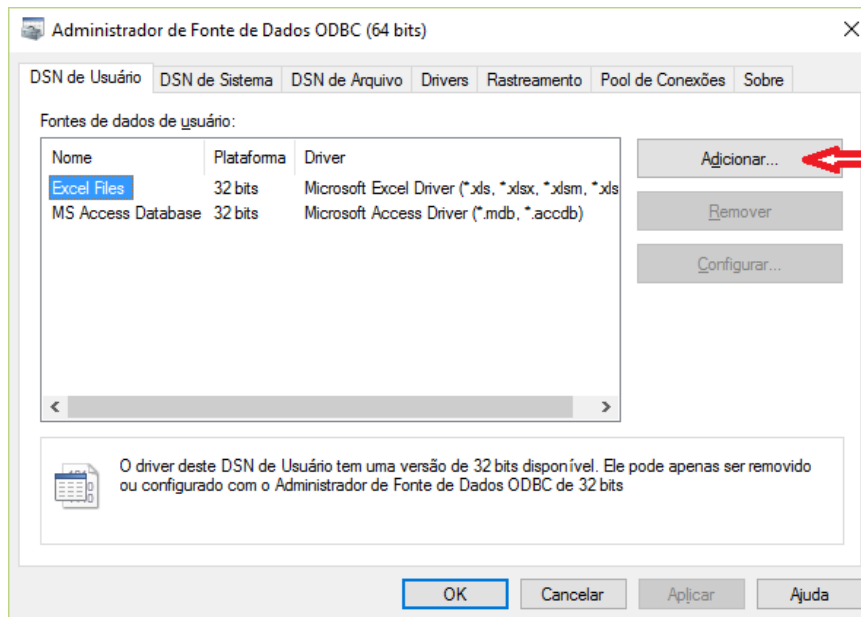 Administrador de Fonte de Dados ODBC (64 bits)
DSN de Usuário DSN de Sistema DSN de Arquivo Drivers Rastreamento Pool de Conexões Sobre
Fontes de dados de usuário:
Nome Plataforma Driver
Excel Files 32 bits Microsoft Excel Driver (*.xls, *.xlsx, *.xlsm, *.xls
MS Access Database 32 bits Microsoft Access Driver (*.mdb, *.accdb)
Adicionar...
Remover
Configurar...
O driver deste DSN de Usuário tem uma versão de 32 bits disponível. Ele pode apenas ser removido
ou configurado com o Administrador de Fonte de Dados ODBC de 32 bits
OK Cancelar Aplicar Ajuda